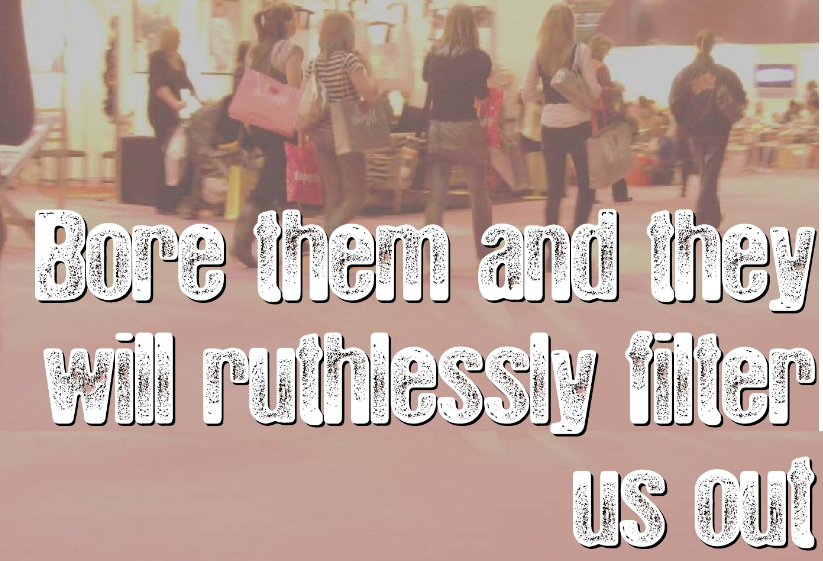 Bore them and they
will ruthlessly filter
us out